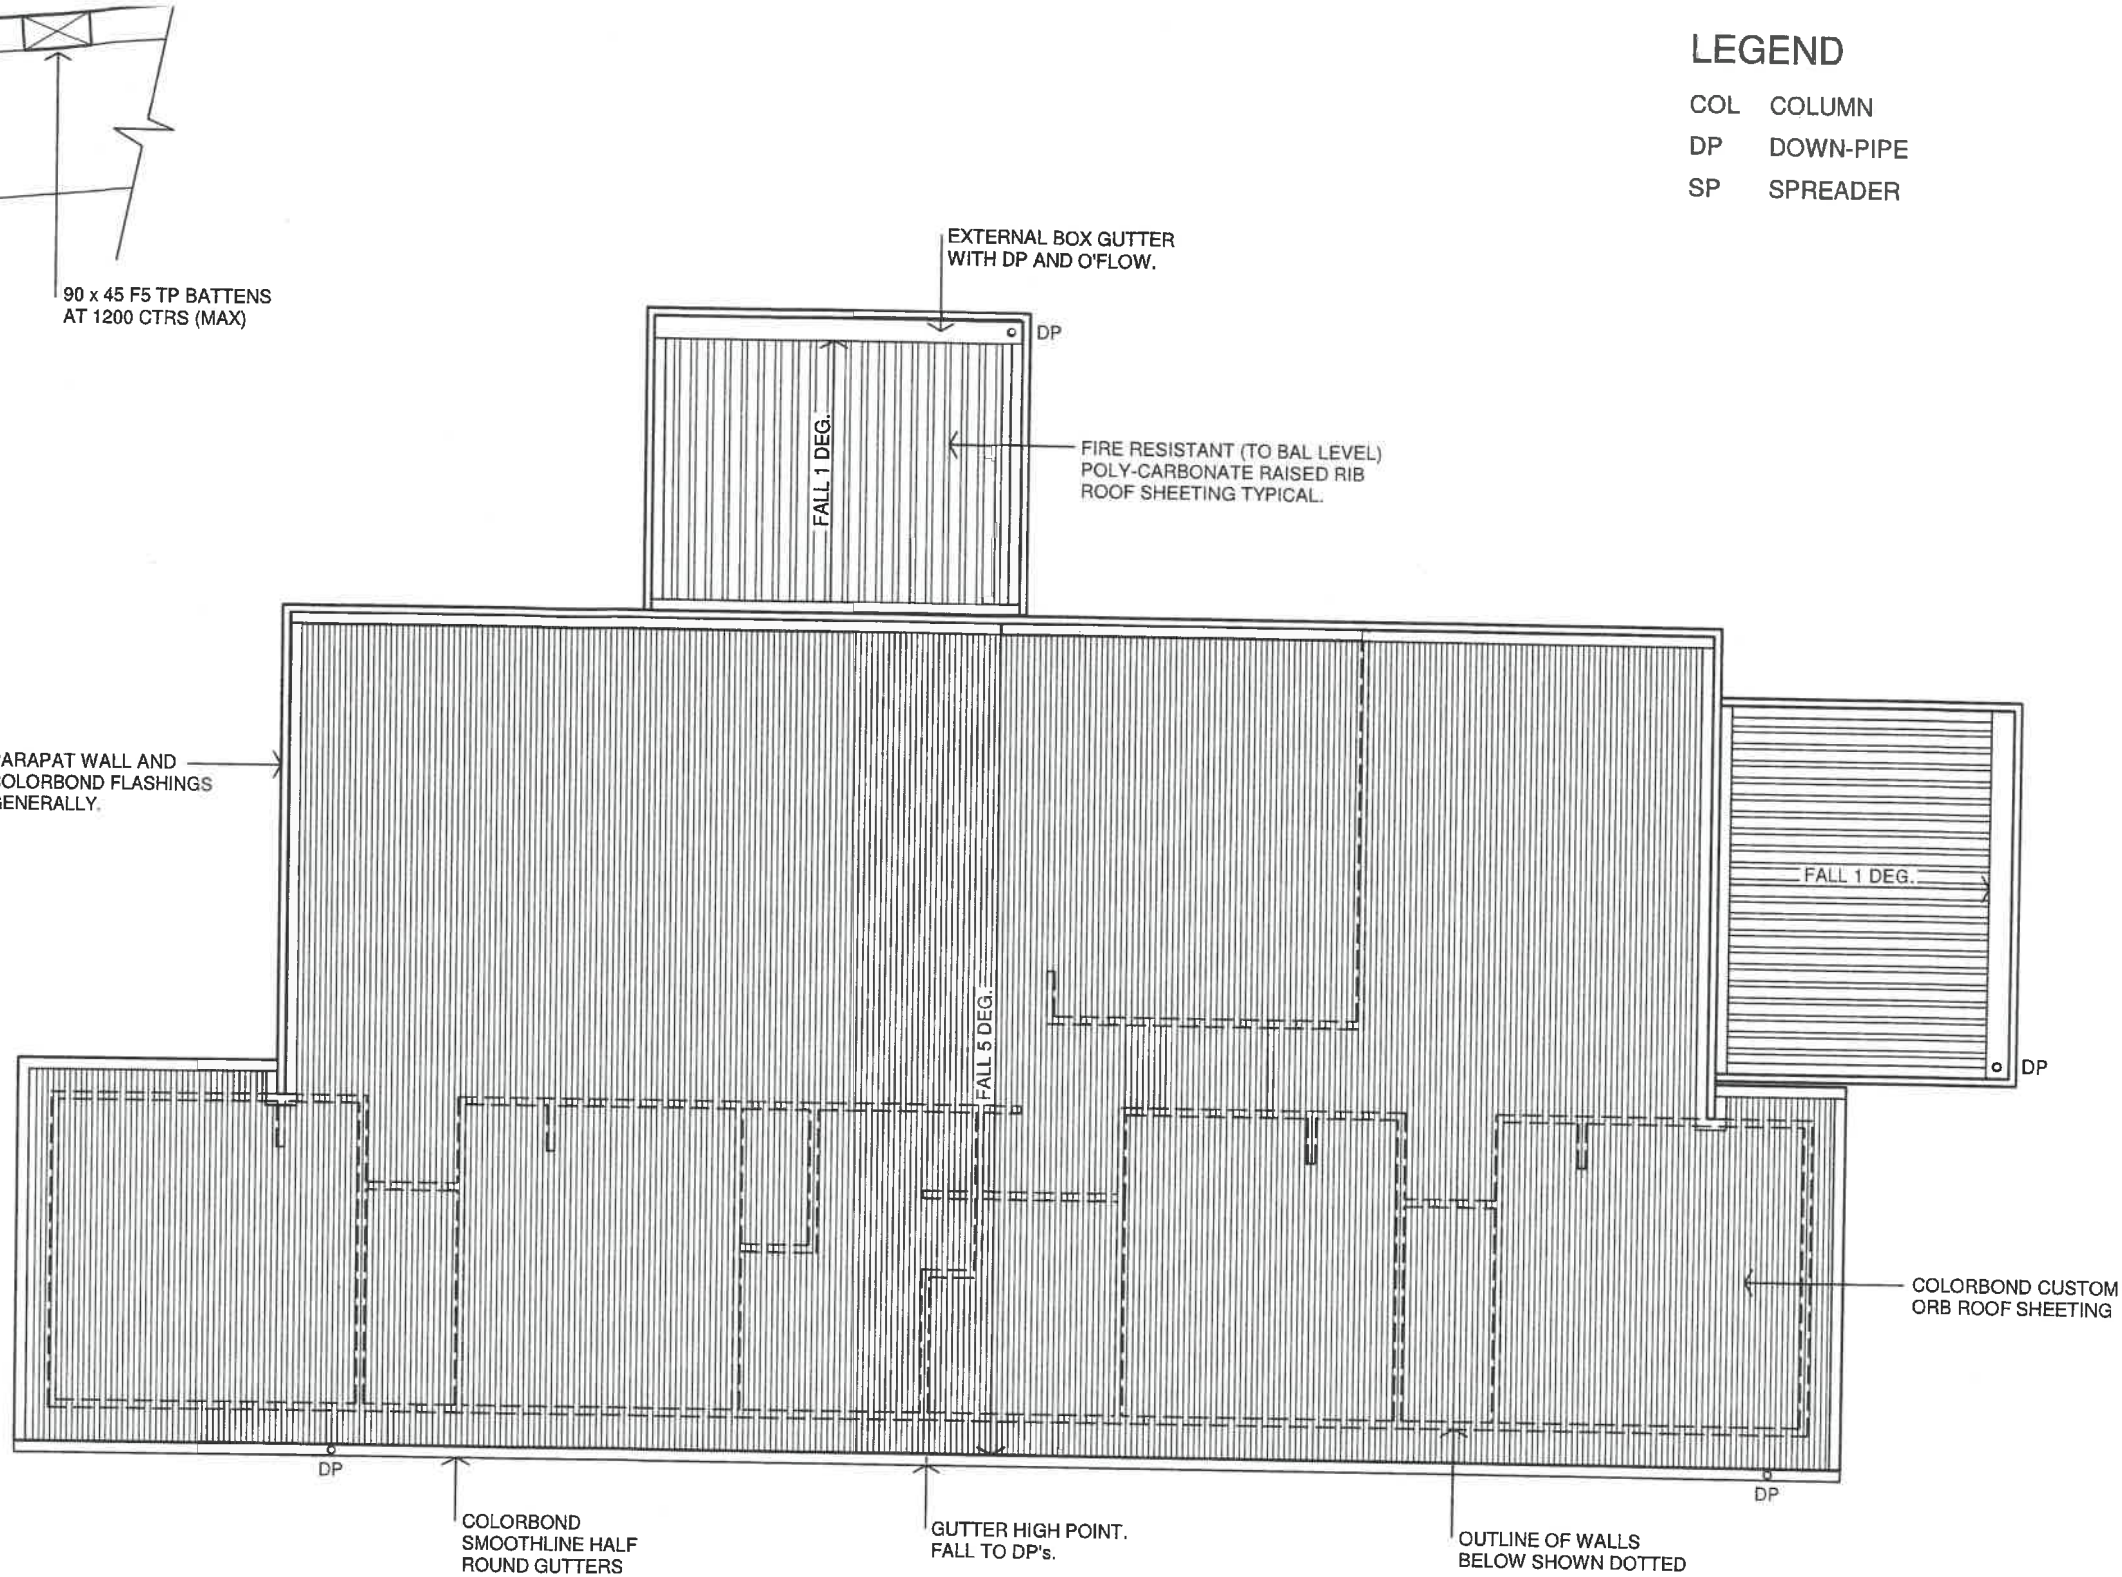 LEGEND
COL COLUMN
DP DOWN-PIPE
SP SPREADER
EXTERNAL BOX GUTTER
WITH DP AND O'FLOW.
90 x 45 F5 TP BATTENS
AT 1200 CTRS (MAX)
DP
FALL 1 DEG.
FIRE RESISTANT (TO BAL LEVEL)
POLY-CARBONATE RAISED RIB
ROOF SHEETING TYPICAL.
ARAPAT WALL AND
OLORBOND FLASHINGS
GENERALLY.
FALL 1 DEG.
FALL 5 DEG.
DP
COLORBOND CUSTOM
ORB ROOF SHEETING
DP
DP
COLORBOND
SMOOTHLINE HALF
ROUND GUTTERS
GUTTER HIGH POINT.
FALL TO DP's.
OUTLINE OF WALLS
BELOW SHOWN DOTTED